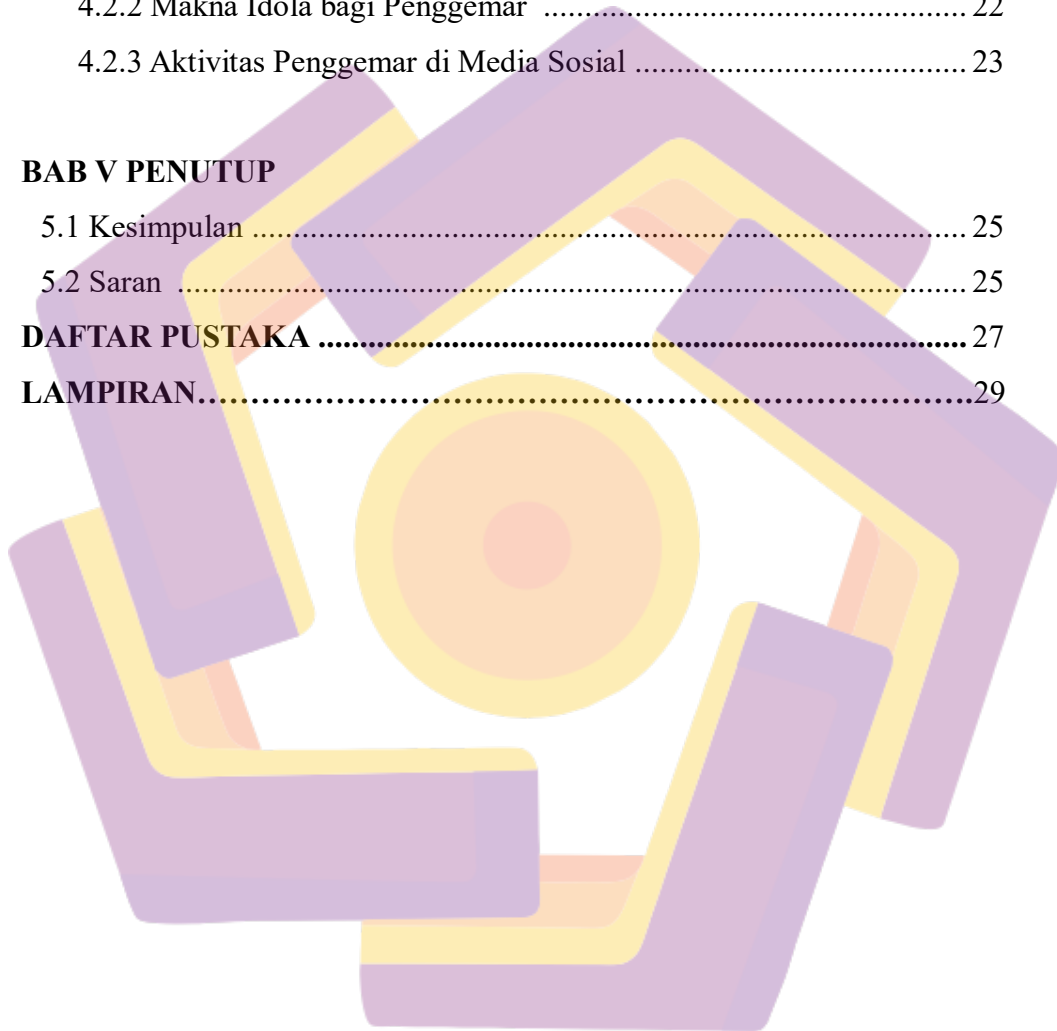 4.2.2 Makna Idola bagi Penggemar ........................................ 22
4.2.3 Aktivitas Penggemar di Media Sosial ..................................... 23
BAB V PENUTUP
5.1 Kesimpulan ................................................................................ 25
5.2 Saran ........................................................................................ 25
DAFTAR PUSTAKA ........................................................................ 27
LAMPIRAN……………………………………………………………………29